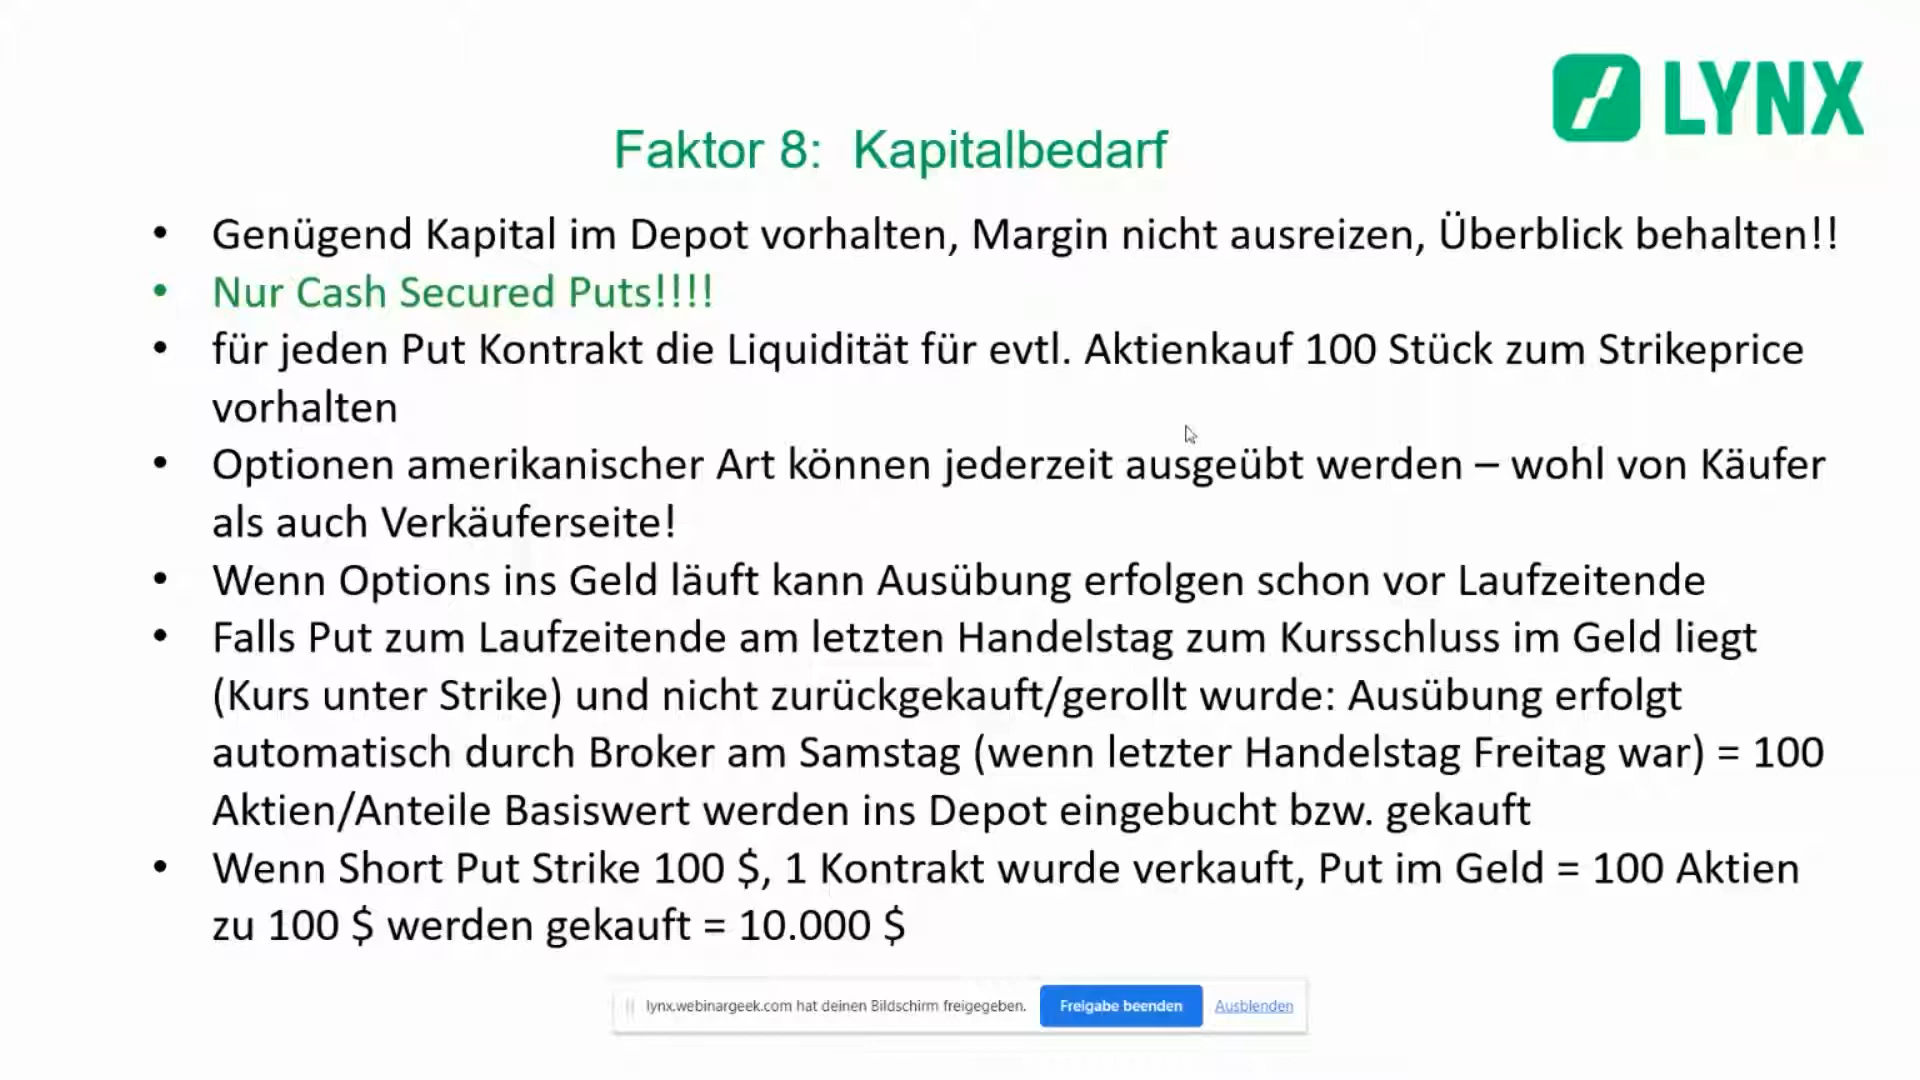 LYNX
Faktor 8: Kapitalbedarf
• Genügend Kapital im Depot vorhalten, Margin nicht ausreizen, Überblick behalten!!
• Nur Cash Secured Puts!!!!
• für jeden Put Kontrakt die Liquidität für evtl. Aktienkauf 100 Stück zum Strikeprice
vorhalten
• Optionen amerikanischer Art können jederzeit ausgeübt werden – wohl von Käufer
als auch Verkäuferseite!
• Wenn Options ins Geld läuft kann Ausübung erfolgen schon vor Laufzeitende
• Falls Put zum Laufzeitende am letzten Handelstag zum Kursschluss im Geld liegt
(Kurs unter Strike) und nicht zurückgekauft/gerollt wurde: Ausübung erfolgt
automatisch durch Broker am Samstag (wenn letzter Handelstag Freitag war) = 100
Aktien/Anteile Basiswert werden ins Depot eingebucht bzw. gekauft
• Wenn Short Put Strike 100 $, 1 Kontrakt wurde verkauft, Put im Geld = 100 Aktien
zu 100 $ werden gekauft = 10.000 $
lynx.webinargeek.com hat deinen Bildschirm freigegeben. Freigabe beenden Ausblenden